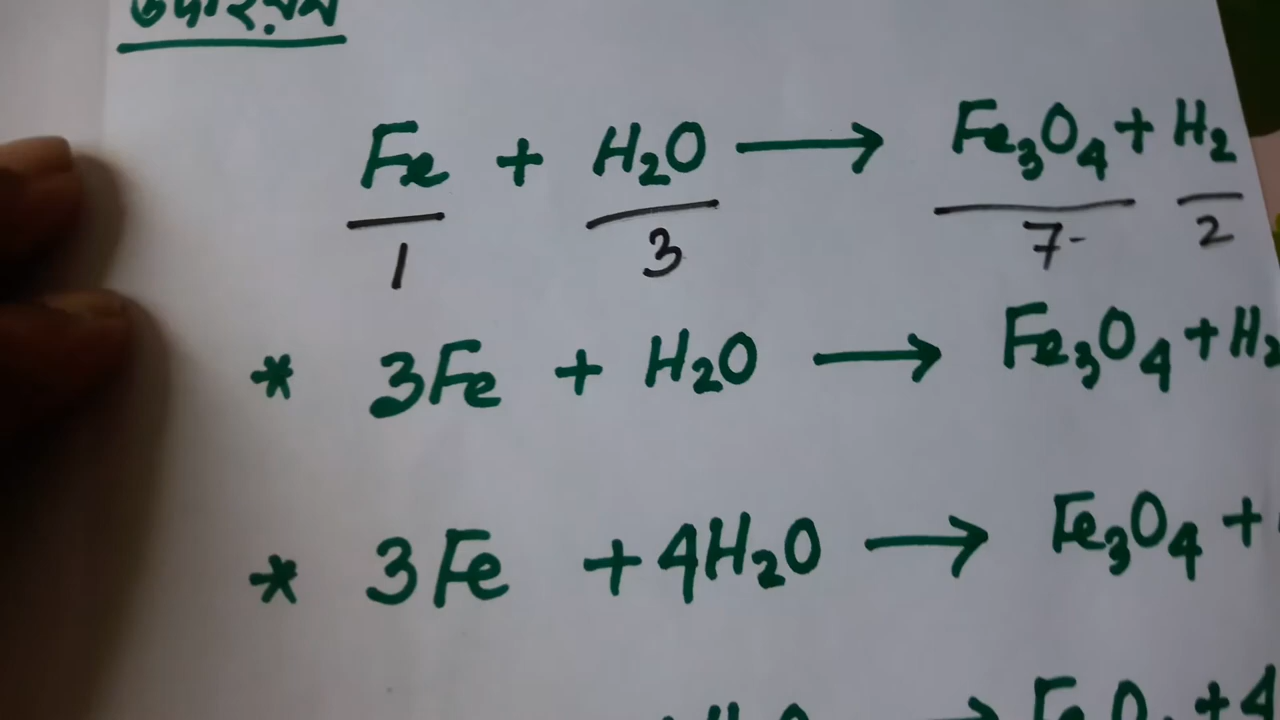 Fe + H₂O ⟶ Fe₃O₄ + H₂
1 3 7 2
* 3Fe + H₂O ⟶ Fe₃O₄ + H₂
* 3Fe + 4H₂O ⟶ Fe₃O₄ +